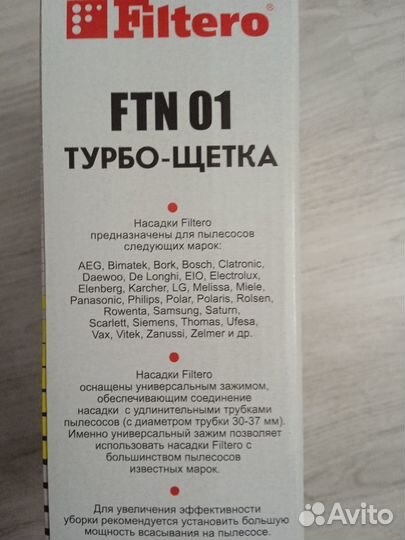 Filtero®
FTN 01
ТУРБО-ЩЕТКА
Насадки Filtero
предназначены для пылесосов
следующих марок:
AEG, Bimatek, Bork, Bosch, Clatronic,
Daewoo, De Longhi, EIO, Electrolux,
Elenberg, Karcher, LG, Melissa, Miele,
Panasonic, Philips, Polar, Polaris, Rolsen,
Rowenta, Samsung, Saturn,
Scarlett, Siemens, Thomas, Ufesa,
Vax, Vitek, Zanussi, Zelmer и др.
Насадки Filtero
оснащены универсальным зажимом,
обеспечивающим соединение
насадки с удлинительными трубками
пылесосов (с диаметром трубки 30-37 мм).
Именно универсальный зажим позволяет
использовать насадки Filtero с
большинством пылесосов
известных марок.
Для увеличения эффективности
уборки рекомендуется установить большую
мощность всасывания на пылесосе.
Avito